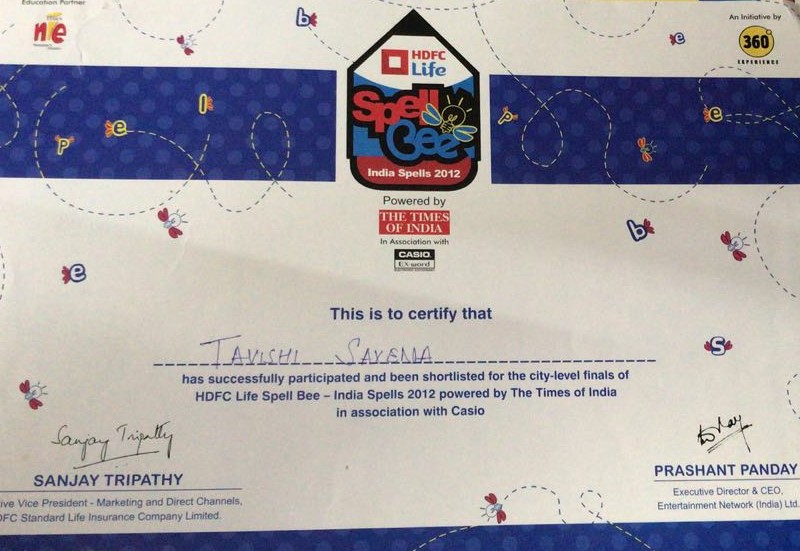 Education Partner
nie
An Initiative by
360°
EXPERIENCE
HDFC
Life
Spell
Bee
India Spells 2012
Powered by
THE TIMES
OF INDIA
In Association with
CASIO
EX-word
b
e
p
e
l
p
e
e
b
s
This is to certify that
TAVISHI SAXENA
has successfully participated and been shortlisted for the city-level finals of
HDFC Life Spell Bee – India Spells 2012 powered by The Times of India
in association with Casio
Sanjay Tripathy
SANJAY TRIPATHY
ive Vice President - Marketing and Direct Channels,
DFC Standard Life Insurance Company Limited.
PRASHANT PANDAY
Executive Director & CEO,
Entertainment Network (India) Ltd.